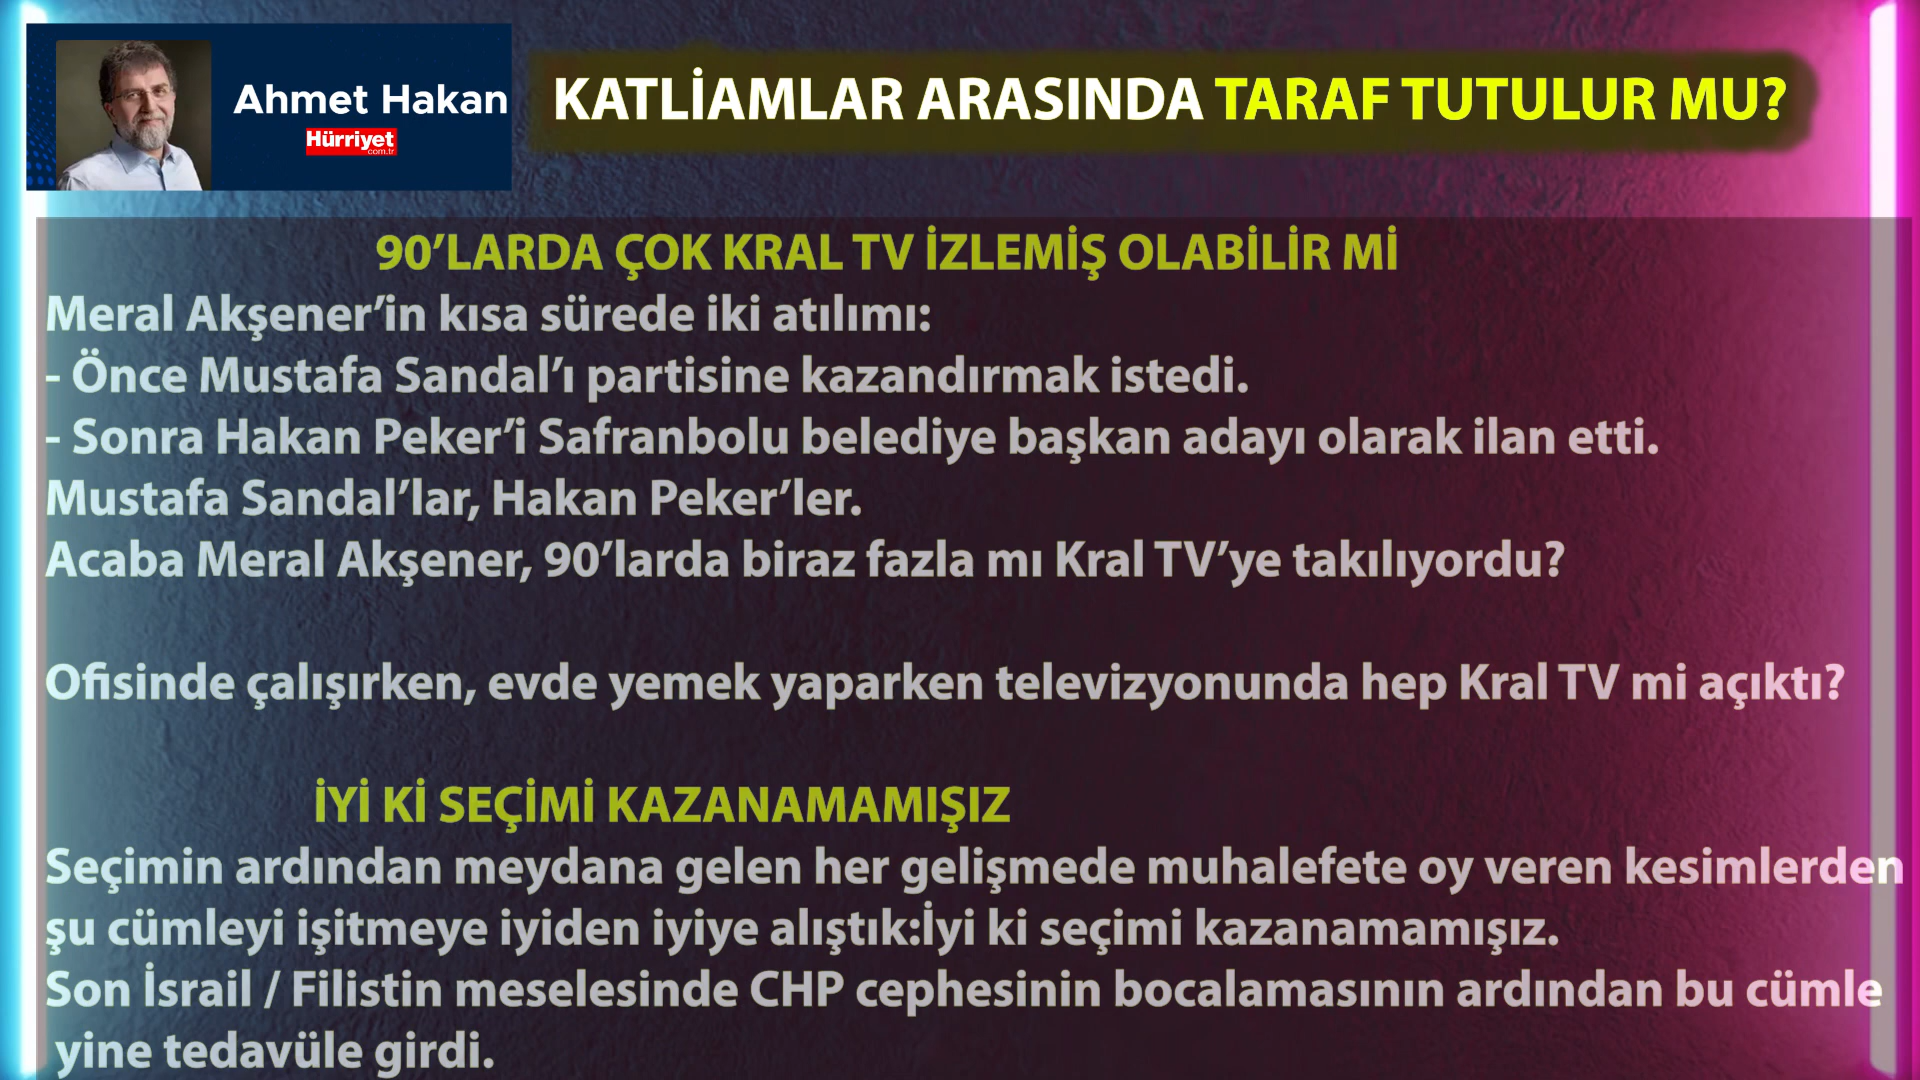 Ahmet Hakan
Hürriyet
com.tr
KATLİAMLAR ARASINDA TARAF TUTULUR MU?
90’LARDA ÇOK KRAL TV İZLEMİŞ OLABİLİR Mİ
Meral Akşener’in kısa sürede iki atılımı:
- Önce Mustafa Sandal’ı partisine kazandırmak istedi.
- Sonra Hakan Peker’i Safranbolu belediye başkan adayı olarak ilan etti.
Mustafa Sandal’lar, Hakan Peker’ler.
Acaba Meral Akşener, 90’larda biraz fazla mı Kral TV’ye takılıyordu?
Ofisinde çalışırken, evde yemek yaparken televizyonunda hep Kral TV mi açıktı?
İYİ Kİ SEÇİMİ KAZANAMAMIŞIZ
Seçimin ardından meydana gelen her gelişmede muhalefete oy veren kesimlerden
şu cümleyi işitmeye iyiden iyiye alıştık:İyi ki seçimi kazanamamışız.
Son İsrail / Filistin meselesinde CHP cephesinin bocalamasının ardından bu cümle
yine tedavüle girdi.